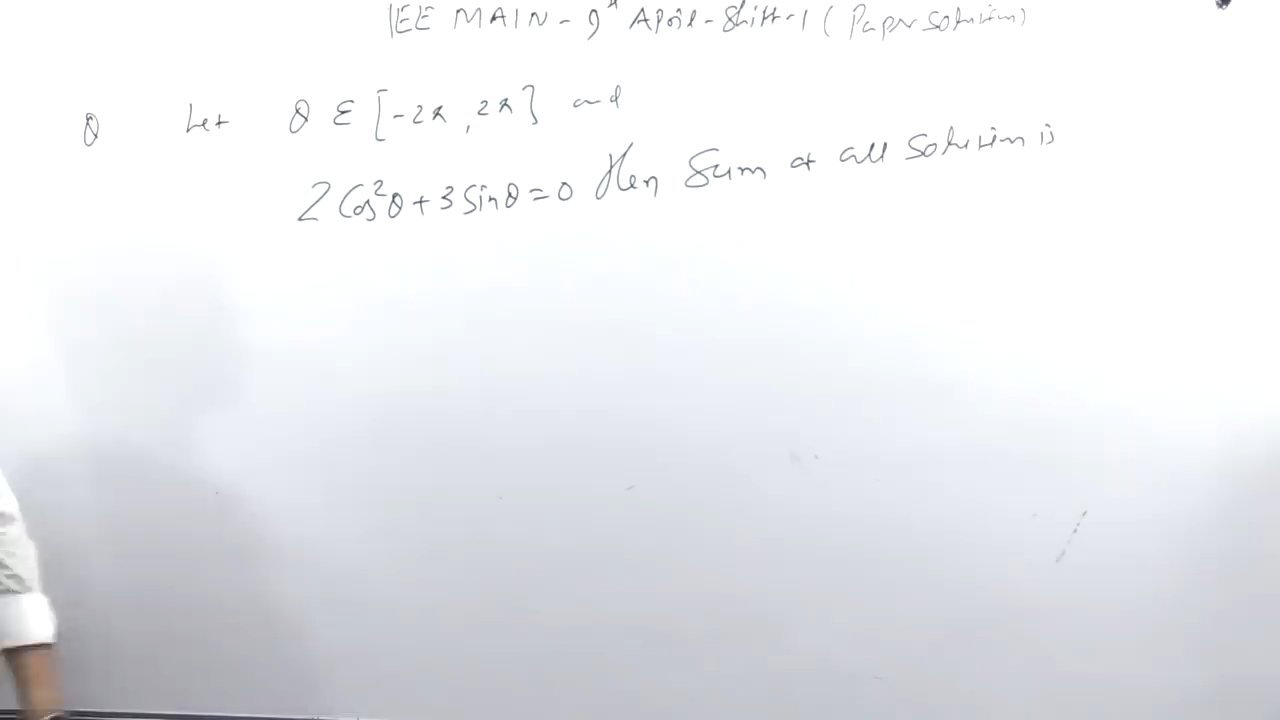 JEE MAIN - 9th April - Shift-1 (Paper solution)
Q Let θ ∈ [-2π, 2π] and
2 Cos²θ + 3 Sinθ = 0 then Sum of all solution is